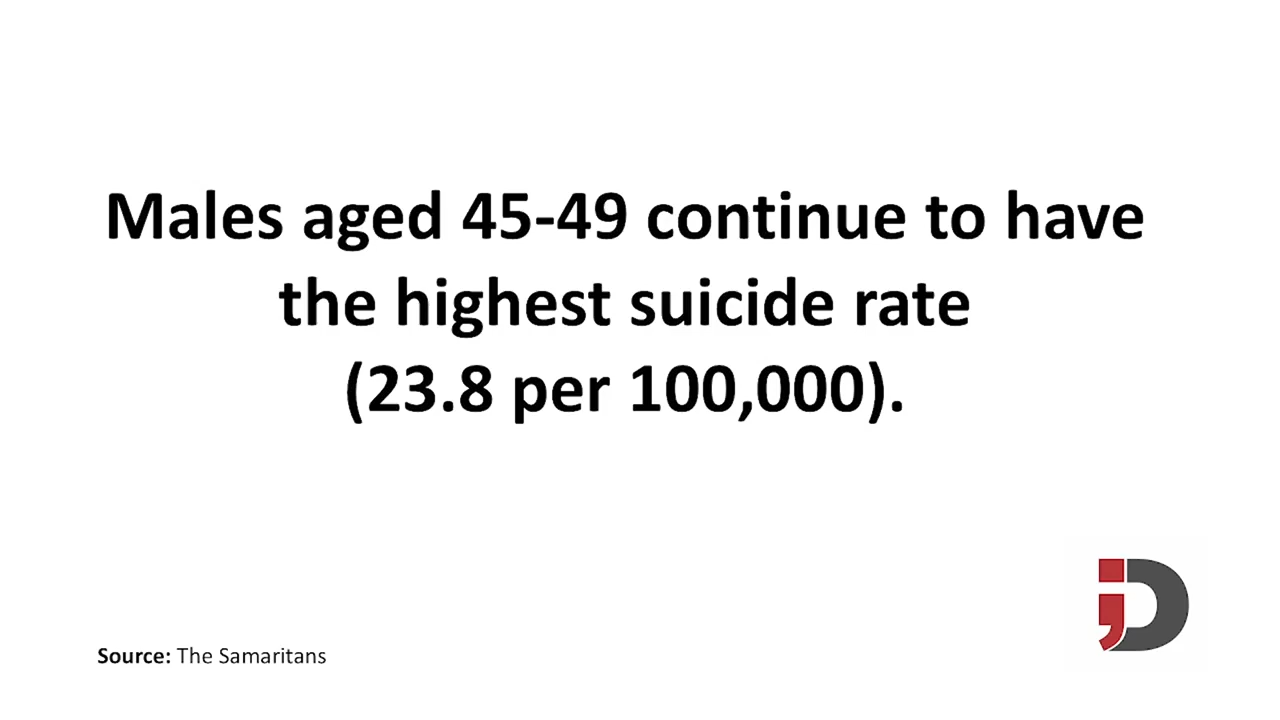 Males aged 45-49 continue to have
the highest suicide rate
(23.8 per 100,000).
Source: The Samaritans